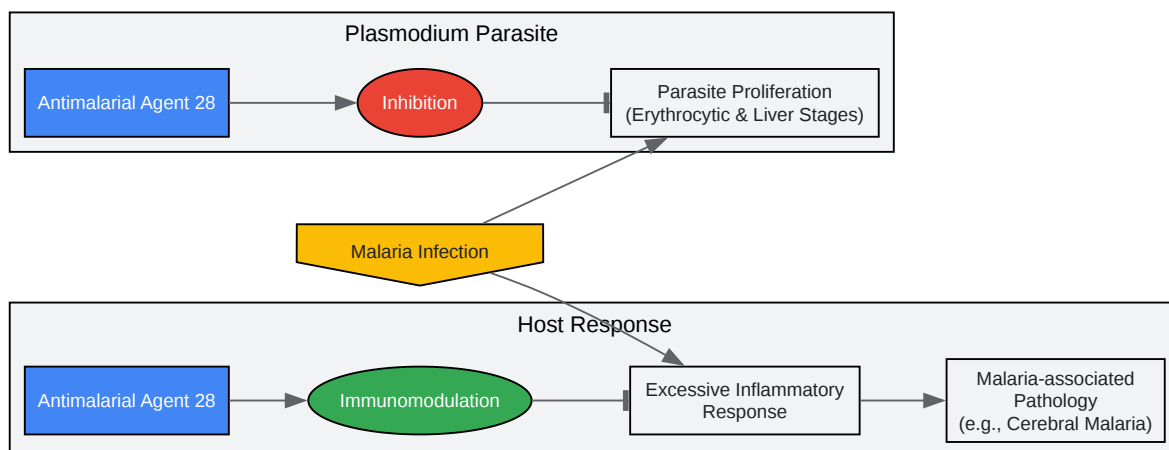 Plasmodium Parasite
Antimalarial Agent 28
Inhibition
Parasite Proliferation
(Erythrocytic & Liver Stages)
Malaria Infection
Host Response
Antimalarial Agent 28
Immunomodulation
Excessive Inflammatory
Response
Malaria-associated
Pathology
(e.g., Cerebral Malaria)